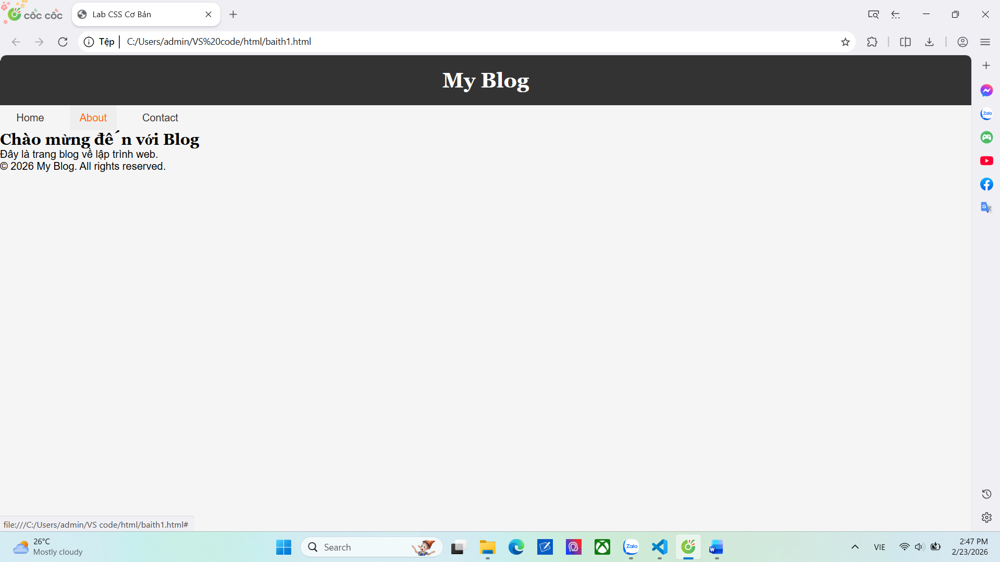 cốc cốc
Lab CSS Cơ Bản
Tệp
C:/Users/admin/VS%20code/html/baith1.html
My Blog
Home
About
Contact
Chào mừng đến với Blog
Đây là trang blog về lập trình web.
© 2026 My Blog. All rights reserved.
Zalo
file:///C:/Users/admin/VS code/html/baith1.html#
26°C
Mostly cloudy
Search
Zalo
VIE
2:47 PM
2/23/2026